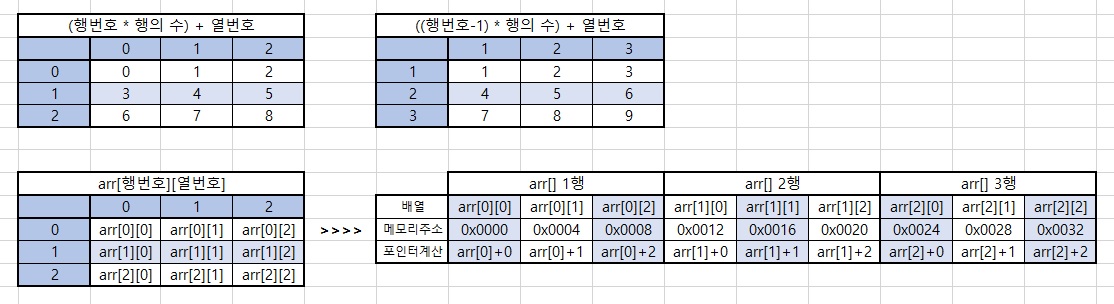 (행번호 * 행의 수) + 열번호
0 1 2
0 0 1 2
1 3 4 5
2 6 7 8
((행번호-1) * 행의 수) + 열번호
1 2 3
1 1 2 3
2 4 5 6
3 7 8 9
arr[행번호][열번호]
0 1 2
0 arr[0][0] arr[0][1] arr[0][2]
1 arr[1][0] arr[1][1] arr[1][2]
2 arr[2][0] arr[2][1] arr[2][2]
>>>>
arr[] 1행 arr[] 2행 arr[] 3행
배열 arr[0][0] arr[0][1] arr[0][2] arr[1][0] arr[1][1] arr[1][2] arr[2][0] arr[2][1] arr[2][2]
메모리주소 0x0000 0x0004 0x0008 0x0012 0x0016 0x0020 0x0024 0x0028 0x0032
포인터계산 arr[0]+0 arr[0]+1 arr[0]+2 arr[1]+0 arr[1]+1 arr[1]+2 arr[2]+0 arr[2]+1 arr[2]+2